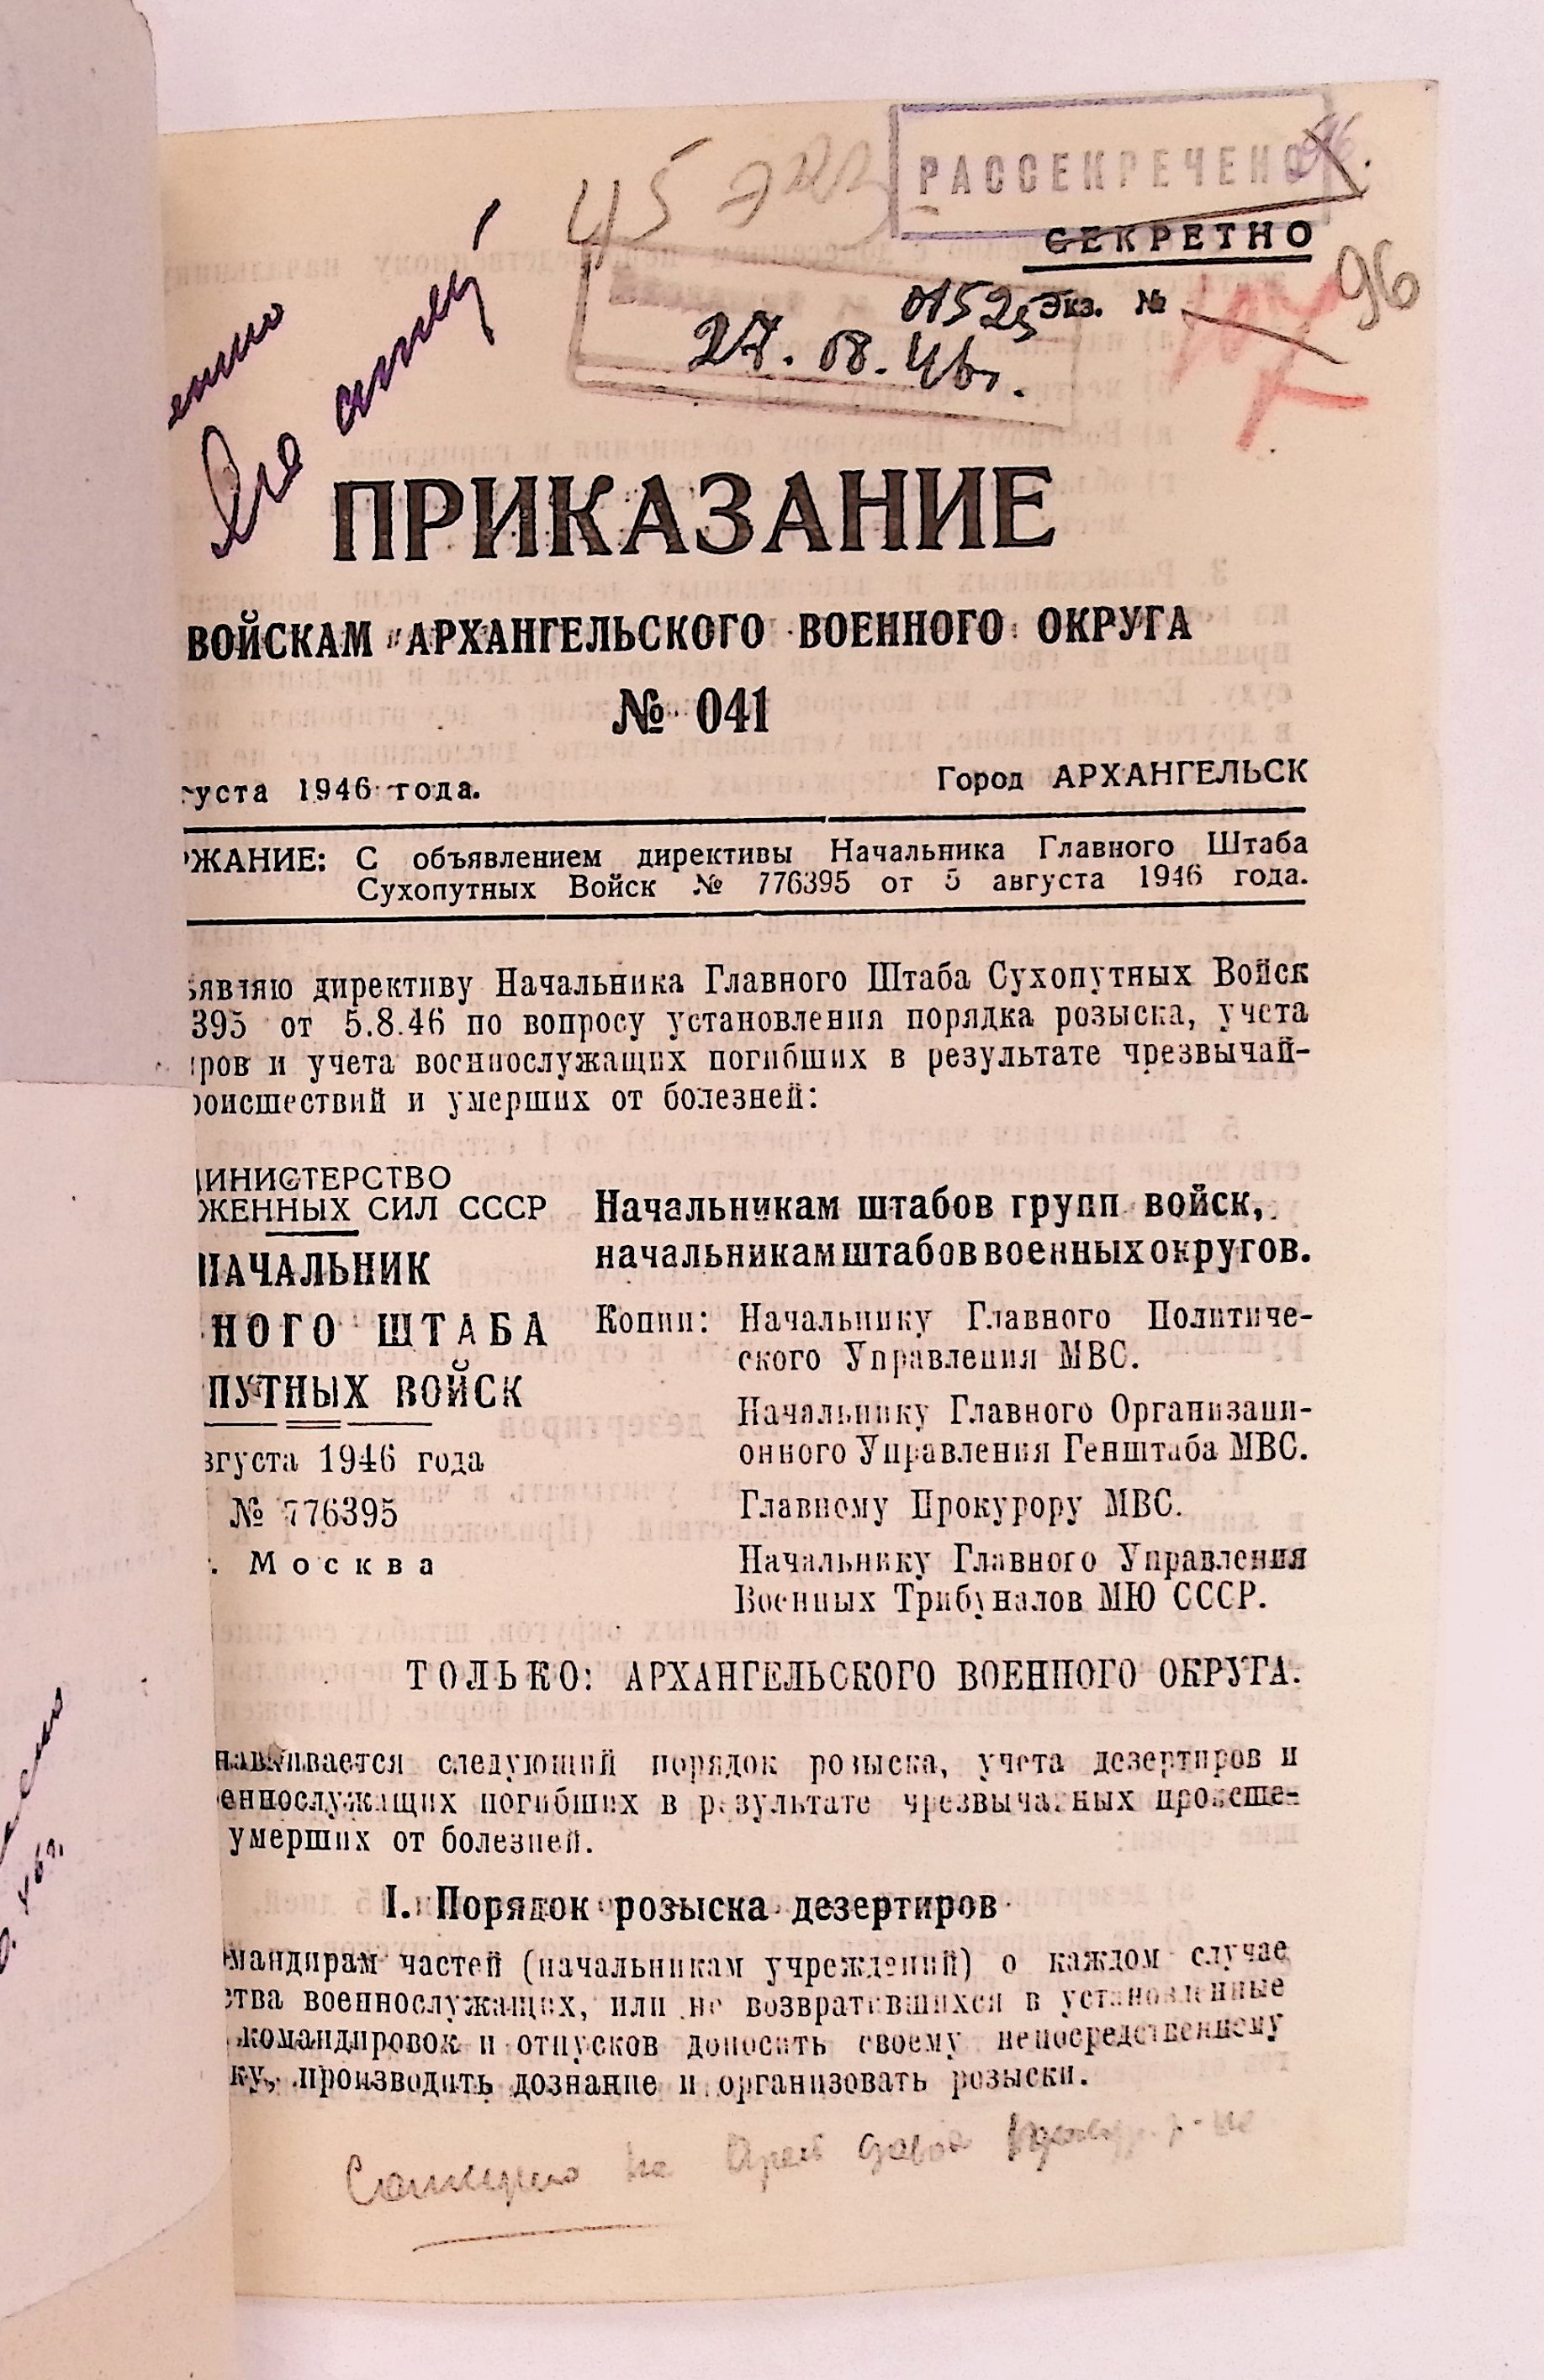 45 экз
РАССЕКРЕЧЕНО
СЕКРЕТНО
Экз. №
96
0152
27.08.46г.
ПРИКАЗАНИЕ
ВОЙСКАМ АРХАНГЕЛЬСКОГО ВОЕННОГО ОКРУГА
№ 041
густа 1946 года.
Город АРХАНГЕЛЬСК
РЖАНИЕ: С объявлением директивы Начальника Главного Штаба
Сухопутных Войск № 776395 от 5 августа 1946 года.
ъявляю директиву Начальника Главного Штаба Сухопутных Войск
395 от 5.8.46 по вопросу установления порядка розыска, учета
иров и учета военнослужащих погибших в результате чрезвычай-
роисшествий и умерших от болезней:
МИНИСТЕРСТВО
ЖЕННЫХ СИЛ СССР
НАЧАЛЬНИК
НОГО ШТАБА
ПУТНЫХ ВОЙСК
вгуста 1946 года
№ 776395
. Москва
Начальникам штабов групп войск,
начальникам штабов военных округов.
Копии: Начальнику Главного Политиче-
ского Управления МВС.
Начальнику Главного Организаци-
онного Управления Генштаба МВС.
Главному Прокурору МВС.
Начальнику Главного Управления
Военных Трибуналов МЮ СССР.
ТОЛЬКО: АРХАНГЕЛЬСКОГО ВОЕННОГО ОКРУГА.
навливается следующий порядок розыска, учета дезертиров и
еннослужащих погибших в результате чрезвычайных происше-
умерших от болезней.
I. Порядок розыска дезертиров
мандирам частей (начальникам учреждений) о каждом случае
ства военнослужащих, или не возвратившихся в установленные
командировок и отпусков доносить своему непосредственному
ку, производить дознание и организовать розыски.